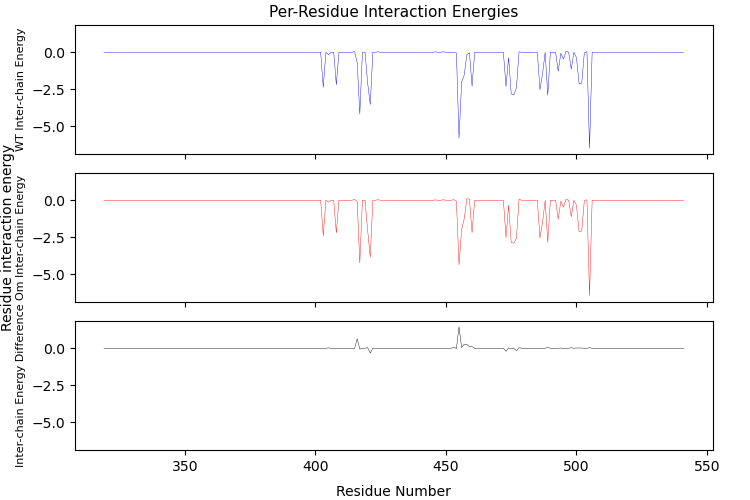 Per-Residue Interaction Energies
Residue interaction energy
WT Inter-chain Energy
0.0
−2.5
−5.0
Om Inter-chain Energy
0.0
−2.5
−5.0
Inter-chain Energy Difference
0.0
−2.5
−5.0
350
400
450
500
550
Residue Number